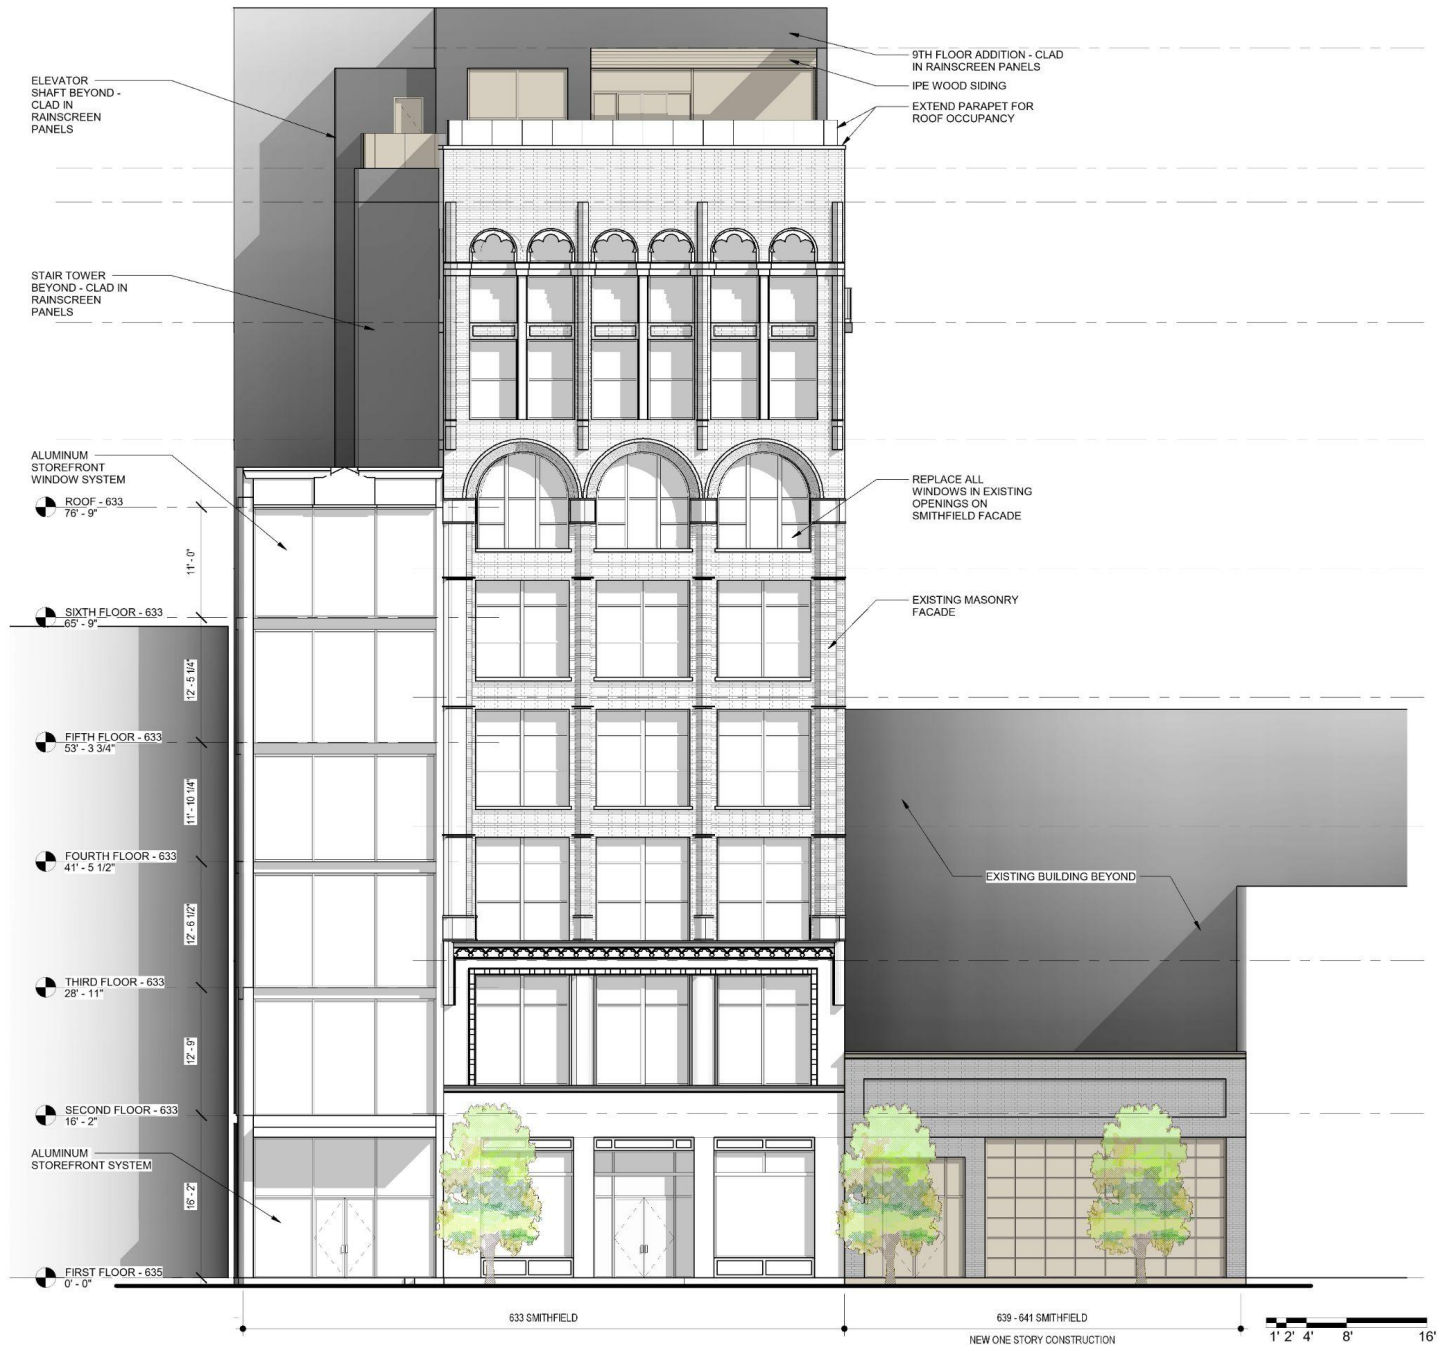 ELEVATOR
SHAFT BEYOND -
CLAD IN
RAINSCREEN
PANELS
9TH FLOOR ADDITION - CLAD
IN RAINSCREEN PANELS
IPE WOOD SIDING
EXTEND PARAPET FOR
ROOF OCCUPANCY
STAIR TOWER
BEYOND - CLAD IN
RAINSCREEN
PANELS
ALUMINUM
STOREFRONT
WINDOW SYSTEM
REPLACE ALL
WINDOWS IN EXISTING
OPENINGS ON
SMITHFIELD FACADE
ROOF - 633
76' - 9"
11' - 0"
EXISTING MASONRY
FACADE
SIXTH FLOOR - 633
65' - 9"
12' - 5 1/4"
FIFTH FLOOR - 633
53' - 3 3/4"
11' - 10 1/4"
FOURTH FLOOR - 633
41' - 5 1/2"
EXISTING BUILDING BEYOND
12' - 6 1/2"
THIRD FLOOR - 633
28' - 11"
12' - 9"
SECOND FLOOR - 633
16' - 2"
ALUMINUM
STOREFRONT SYSTEM
16' - 2"
FIRST FLOOR - 635
0' - 0"
633 SMITHFIELD
639 - 641 SMITHFIELD
NEW ONE STORY CONSTRUCTION
1' 2' 4' 8' 16'